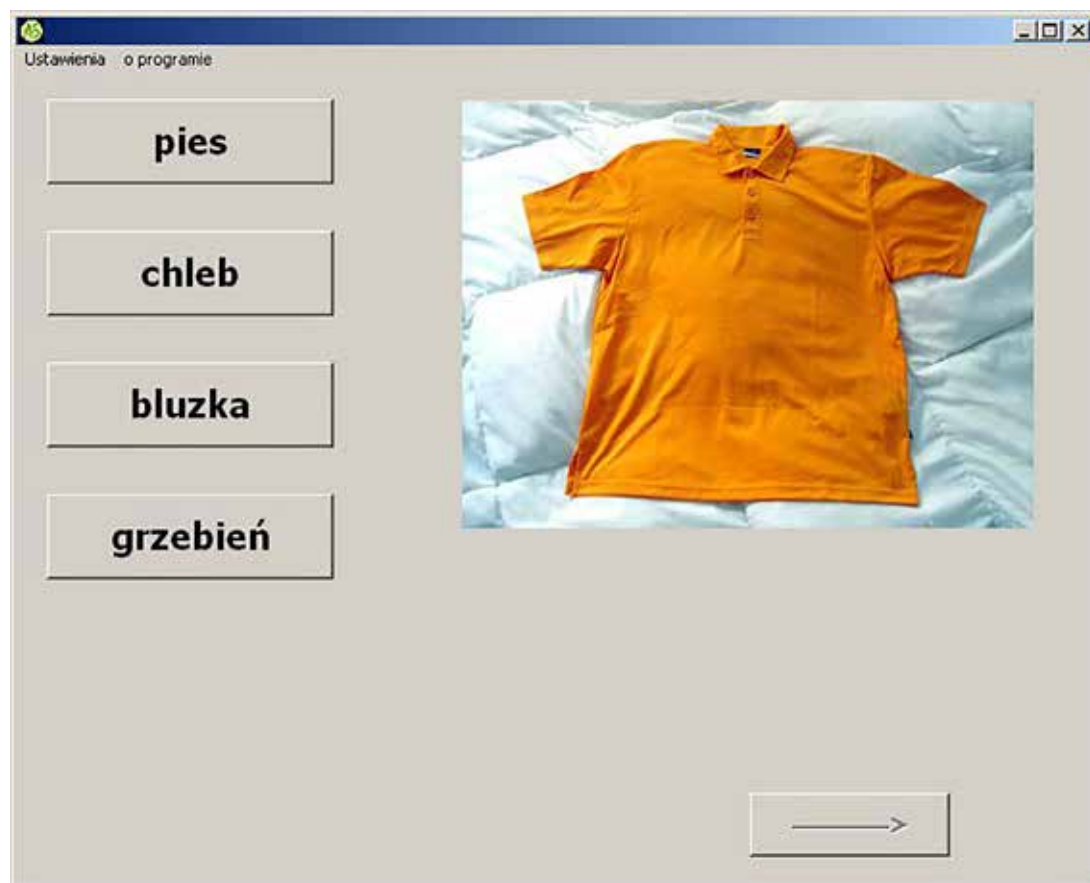 Ustawienia o programie
pies
chleb
bluzka
grzebień